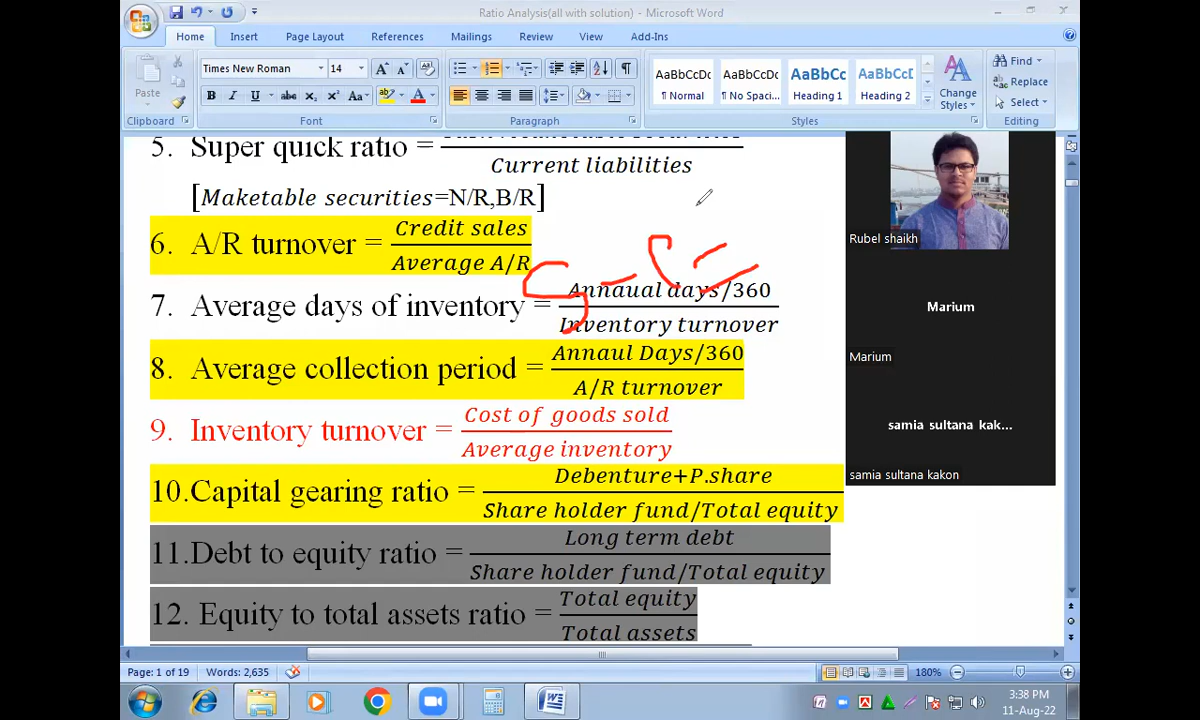 Ratio Analysis(all with solution) - Microsoft Word
Home Insert Page Layout References Mailings Review View Add-Ins
Times New Roman 14
Paste
Clipboard Font Paragraph Styles Editing
AaBbCcDc AaBbCcDc AaBbCc AaBbCcI
¶ Normal ¶ No Spaci... Heading 1 Heading 2
Change Styles
Find
Replace
Select
5. Super quick ratio =
Current liabilities
[Maketable securities=N/R,B/R]
6. A/R turnover = Credit sales
Average A/R
7. Average days of inventory = Annaual days/360
Inventory turnover
8. Average collection period = Annaul Days/360
A/R turnover
9. Inventory turnover = Cost of goods sold
Average inventory
10.Capital gearing ratio = Debenture+P.share
Share holder fund/Total equity
11.Debt to equity ratio = Long term debt
Share holder fund/Total equity
12. Equity to total assets ratio = Total equity
Total assets
Rubel shaikh
Marium
Marium
samia sultana kak...
samia sultana kakon
Page: 1 of 19 Words: 2,635 180%
3:38 PM
11-Aug-22